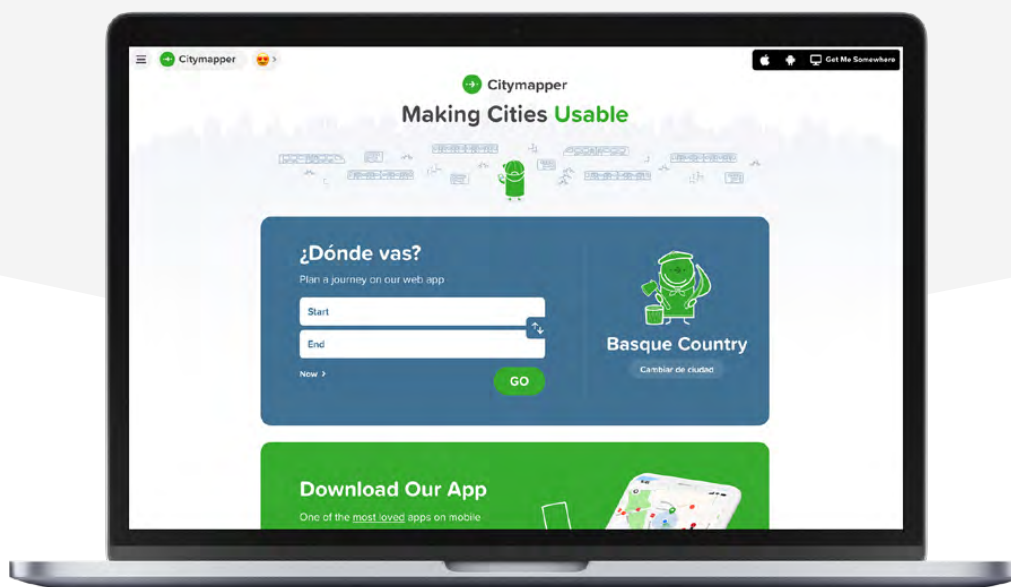 Citymapper
Get Me Somewhere
Citymapper
Making Cities Usable
¿Dónde vas?
Plan a journey on our web app
Start
End
Now
GO
Basque Country
Cambiar de ciudad
Download Our App
One of the most loved apps on mobile